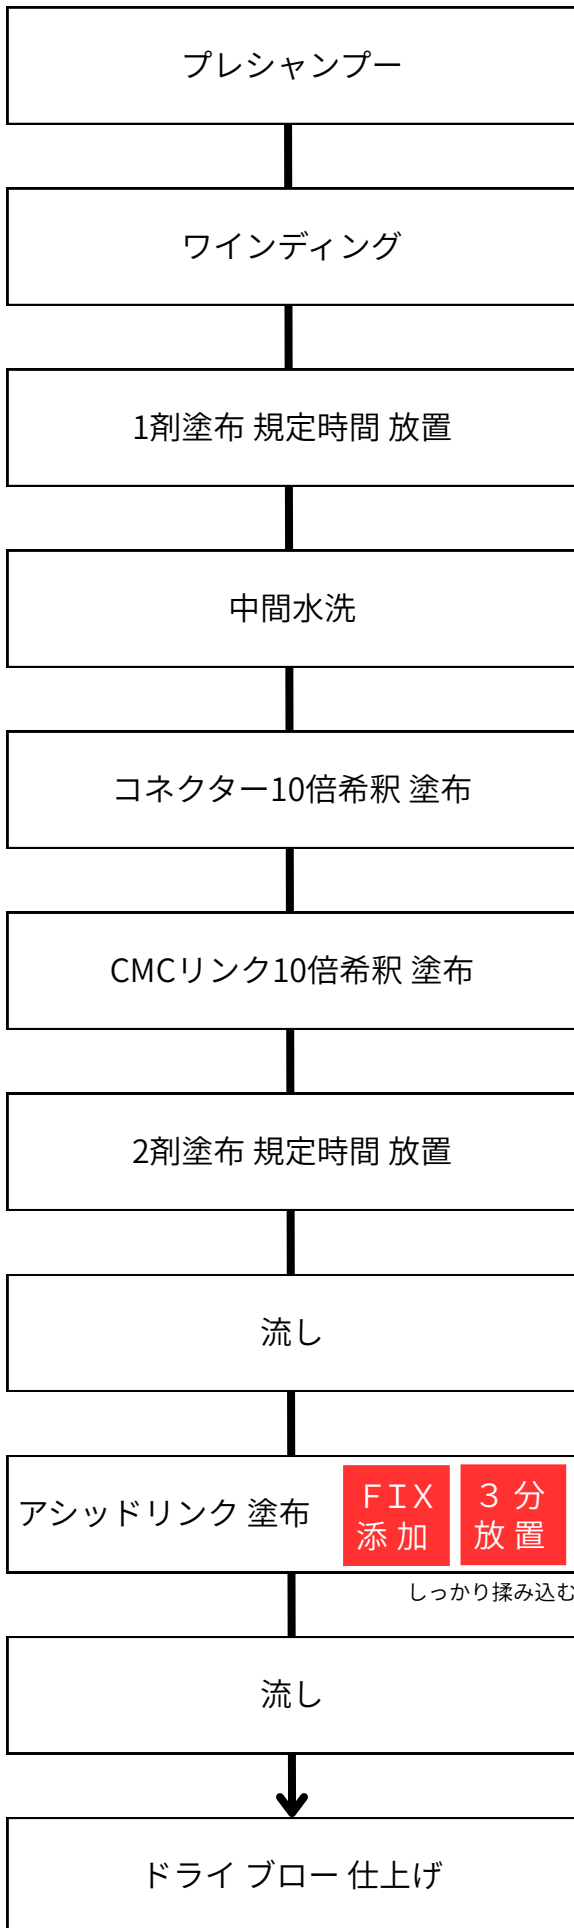 プレシャンプー
ワインディング
1剤塗布 規定時間 放置
中間水洗
コネクター10倍希釈 塗布
CMCリンク10倍希釈 塗布
2剤塗布 規定時間 放置
流し
アシッドリンク 塗布
ＦＩＸ
添加
３分
放置
しっかり揉み込む
流し
ドライ ブロー 仕上げ